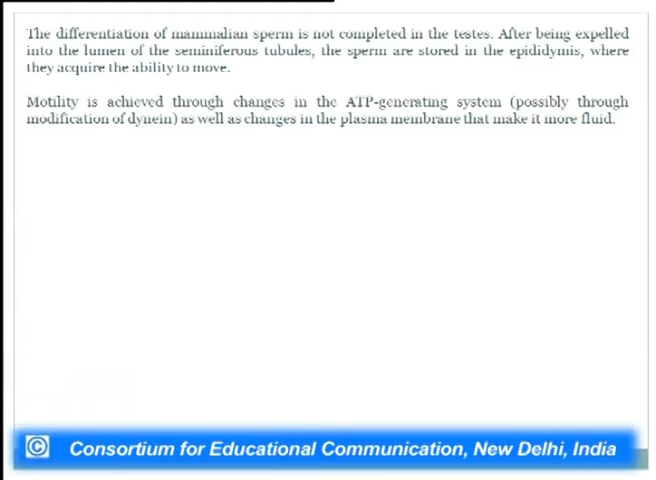 The differentiation of mammalian sperm is not completed in the testes. After being expelled
into the lumen of the seminiferous tubules, the sperm are stored in the epididymis, where
they acquire the ability to move.
Motility is achieved through changes in the ATP-generating system (possibly through
modification of dynein) as well as changes in the plasma membrane that make it more fluid.
© Consortium for Educational Communication, New Delhi, India